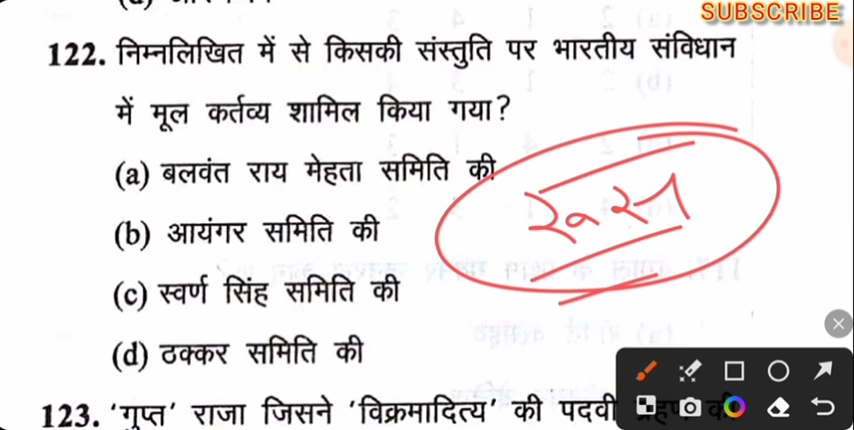 SUBSCRIBE
122. निम्नलिखित में से किसकी संस्तुति पर भारतीय संविधान
में मूल कर्तव्य शामिल किया गया?
(a) बलवंत राय मेहता समिति की
(b) आयंगर समिति की
(c) स्वर्ण सिंह समिति की
(d) ठक्कर समिति की
123. 'गुप्त' राजा जिसने 'विक्रमादित्य' की पदवी